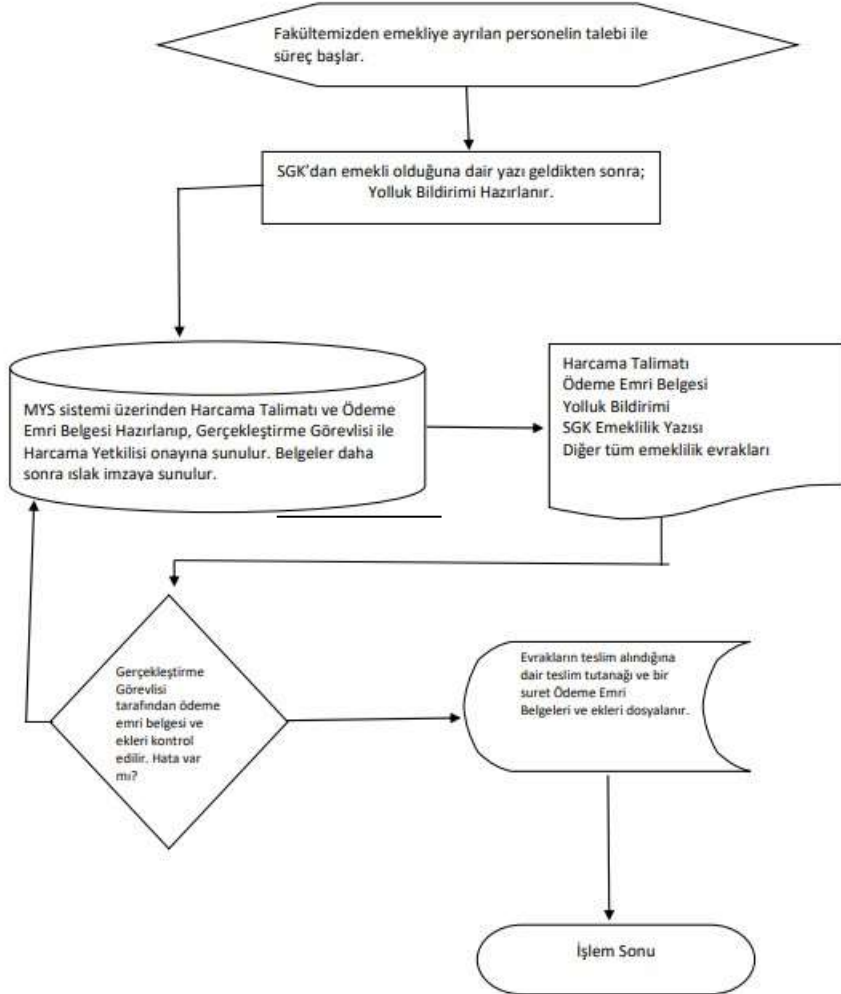 Fakültemizden emekliye ayrılan personelin talebi ile
süreç başlar.
SGK'dan emekli olduğuna dair yazı geldikten sonra;
Yolluk Bildirimi Hazırlanır.
MYS sistemi üzerinden Harcama Talimatı ve Ödeme
Emri Belgesi Hazırlanıp, Gerçekleştirme Görevlisi ile
Harcama Yetkilisi onayına sunulur. Belgeler daha
sonra ıslak imzaya sunulur.
Harcama Talimatı
Ödeme Emri Belgesi
Yolluk Bildirimi
SGK Emeklilik Yazısı
Diğer tüm emeklilik evrakları
Gerçekleştirme
Görevlisi
tarafından ödeme
emri belgesi ve
ekleri kontrol
edilir. Hata var
mı?
Evrakların teslim alındığına
dair teslim tutanağı ve bir
suret Ödeme Emri
Belgeleri ve ekleri dosyalanır.
İşlem Sonu